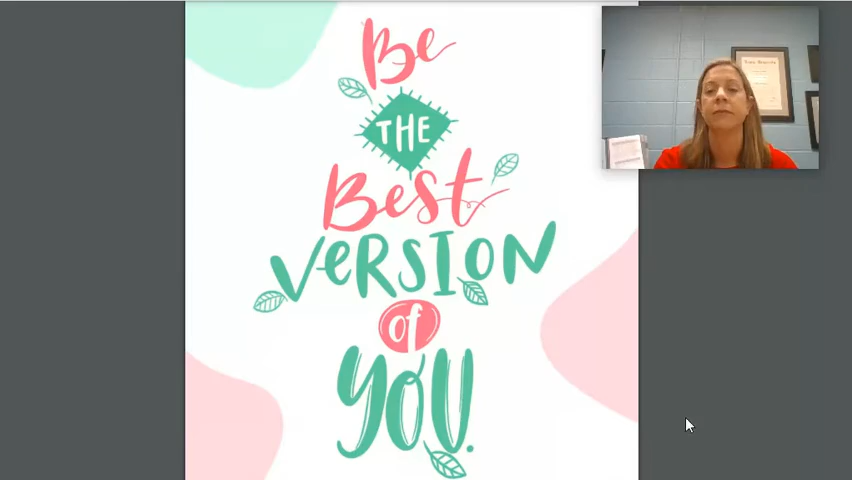 Be
THE
Best
VeRSION
of
YOU.